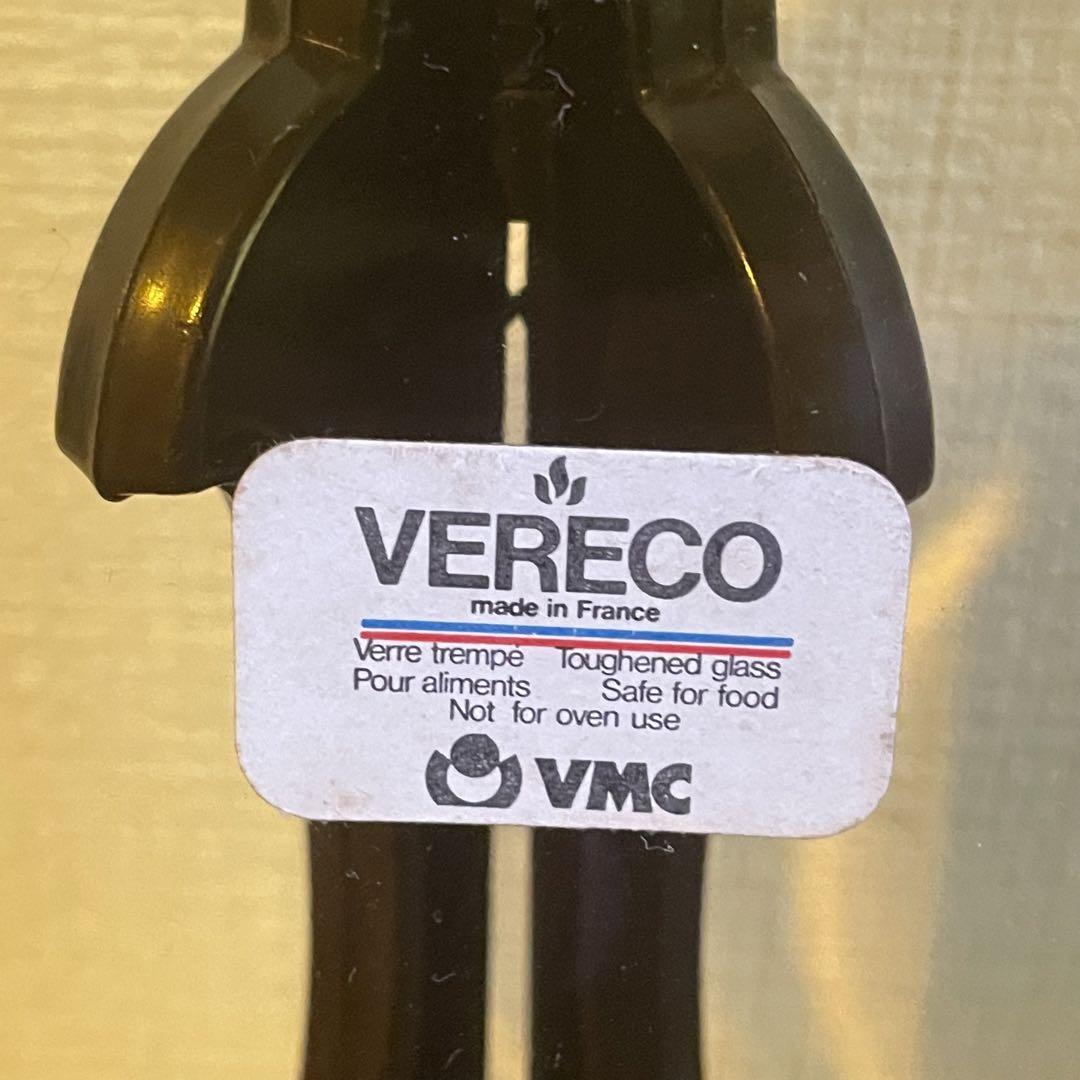 VERECO
made in France
Verre trempé Toughened glass
Pour aliments Safe for food
Not for oven use
VMC